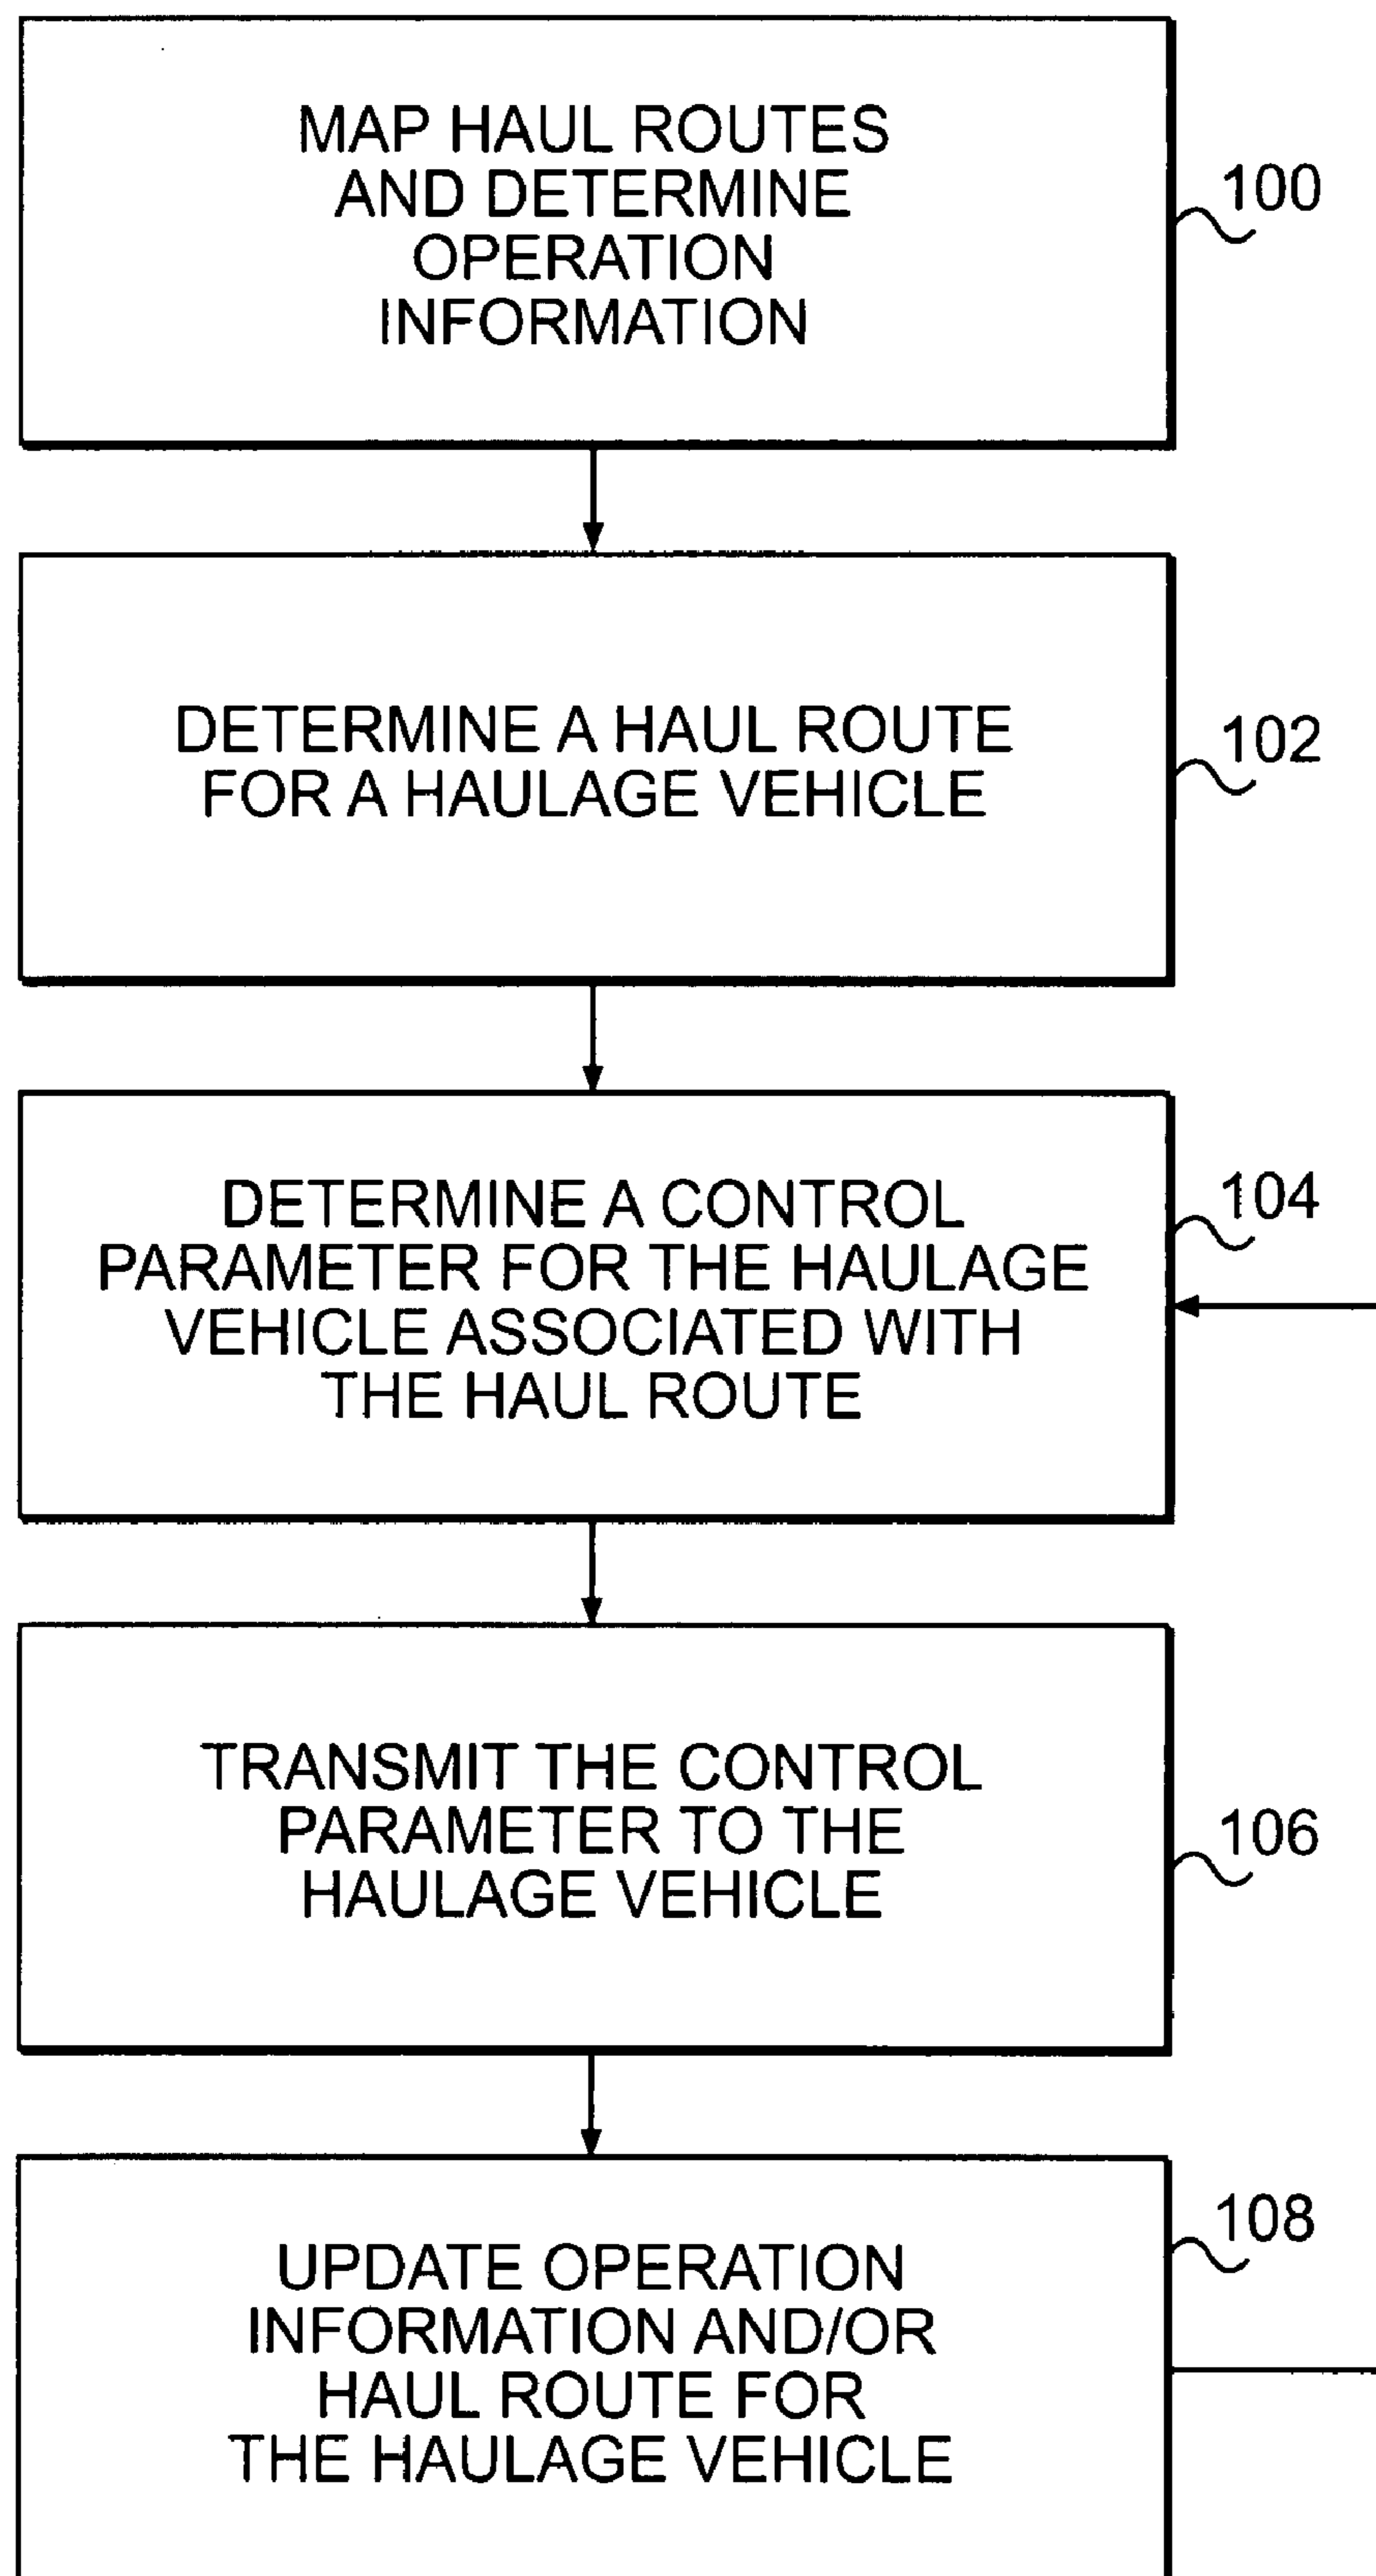 MAP HAUL ROUTES
AND DETERMINE
OPERATION
INFORMATION
100
DETERMINE A HAUL ROUTE
FOR A HAULAGE VEHICLE
102
DETERMINE A CONTROL
PARAMETER FOR THE HAULAGE
VEHICLE ASSOCIATED WITH
THE HAUL ROUTE
104
TRANSMIT THE CONTROL
PARAMETER TO THE
HAULAGE VEHICLE
106
UPDATE OPERATION
INFORMATION AND/OR
HAUL ROUTE FOR
THE HAULAGE VEHICLE
108